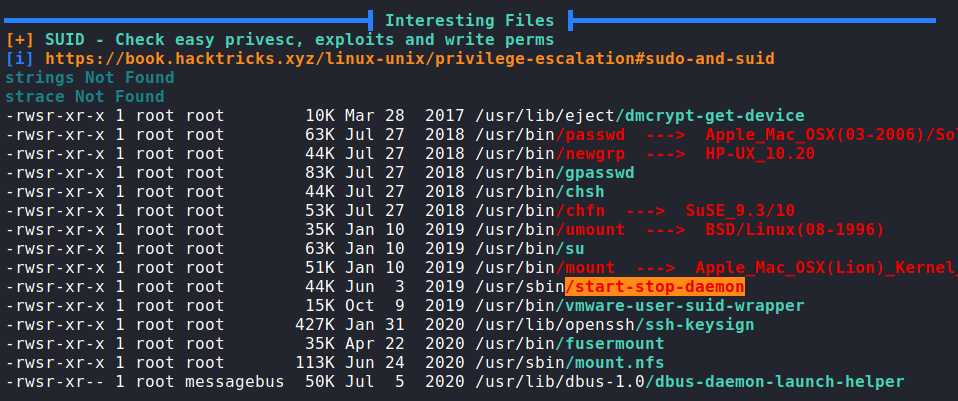 Interesting Files
[+] SUID - Check easy privesc, exploits and write perms
[i] https://book.hacktricks.xyz/linux-unix/privilege-escalation#sudo-and-suid
strings Not Found
strace Not Found
-rwsr-xr-x 1 root root 10K Mar 28 2017 /usr/lib/eject/dmcrypt-get-device
-rwsr-xr-x 1 root root 63K Jul 27 2018 /usr/bin/passwd ---> Apple_Mac_OSX(03-2006)/So
-rwsr-xr-x 1 root root 44K Jul 27 2018 /usr/bin/newgrp ---> HP-UX_10.20
-rwsr-xr-x 1 root root 83K Jul 27 2018 /usr/bin/gpasswd
-rwsr-xr-x 1 root root 44K Jul 27 2018 /usr/bin/chsh
-rwsr-xr-x 1 root root 53K Jul 27 2018 /usr/bin/chfn ---> SuSE_9.3/10
-rwsr-xr-x 1 root root 35K Jan 10 2019 /usr/bin/umount ---> BSD/Linux(08-1996)
-rwsr-xr-x 1 root root 63K Jan 10 2019 /usr/bin/su
-rwsr-xr-x 1 root root 51K Jan 10 2019 /usr/bin/mount ---> Apple_Mac_OSX(Lion)_Kernel_
-rwsr-xr-x 1 root root 44K Jun 3 2019 /usr/sbin/start-stop-daemon
-rwsr-xr-x 1 root root 15K Oct 9 2019 /usr/bin/vmware-user-suid-wrapper
-rwsr-xr-x 1 root root 427K Jan 31 2020 /usr/lib/openssh/ssh-keysign
-rwsr-xr-x 1 root root 35K Apr 22 2020 /usr/bin/fusermount
-rwsr-xr-x 1 root root 113K Jun 24 2020 /usr/sbin/mount.nfs
-rwsr-xr-- 1 root messagebus 50K Jul 5 2020 /usr/lib/dbus-1.0/dbus-daemon-launch-helper